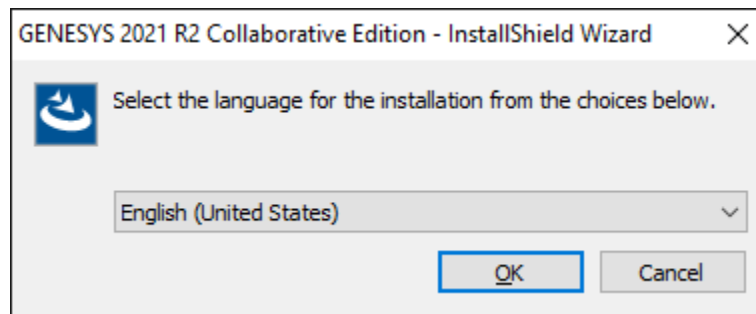 GENESYS 2021 R2 Collaborative Edition - InstallShield Wizard
Select the language for the installation from the choices below.
English (United States)
OK
Cancel